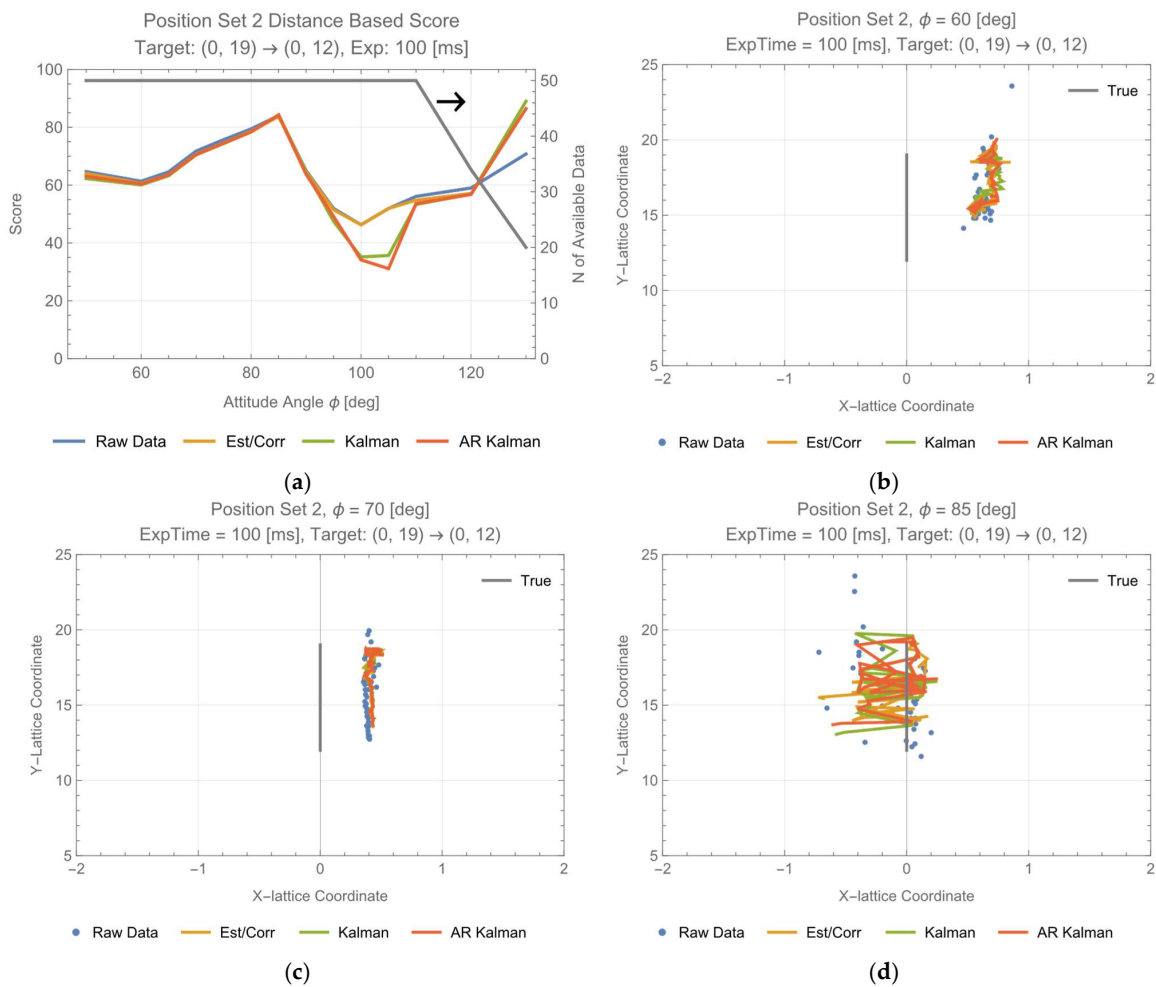 Position Set 2 Distance Based Score
Target: (0, 19) → (0, 12), Exp: 100 [ms]
100
80
60
40
20
0
Score
50
40
30
20
10
0
N of Available Data
60
80
100
120
Attitude Angle ϕ [deg]
Raw Data
Est/Corr
Kalman
AR Kalman
(a)
Position Set 2, ϕ = 60 [deg]
ExpTime = 100 [ms], Target: (0, 19) → (0, 12)
25
20
15
10
5
Y-Lattice Coordinate
True
−2
−1
0
1
2
X-lattice Coordinate
Raw Data
Est/Corr
Kalman
AR Kalman
(b)
Position Set 2, ϕ = 70 [deg]
ExpTime = 100 [ms], Target: (0, 19) → (0, 12)
25
20
15
10
5
Y-Lattice Coordinate
True
−2
−1
0
1
2
X-lattice Coordinate
Raw Data
Est/Corr
Kalman
AR Kalman
(c)
Position Set 2, ϕ = 85 [deg]
ExpTime = 100 [ms], Target: (0, 19) → (0, 12)
25
20
15
10
5
Y-Lattice Coordinate
True
−2
−1
0
1
2
X-lattice Coordinate
Raw Data
Est/Corr
Kalman
AR Kalman
(d)